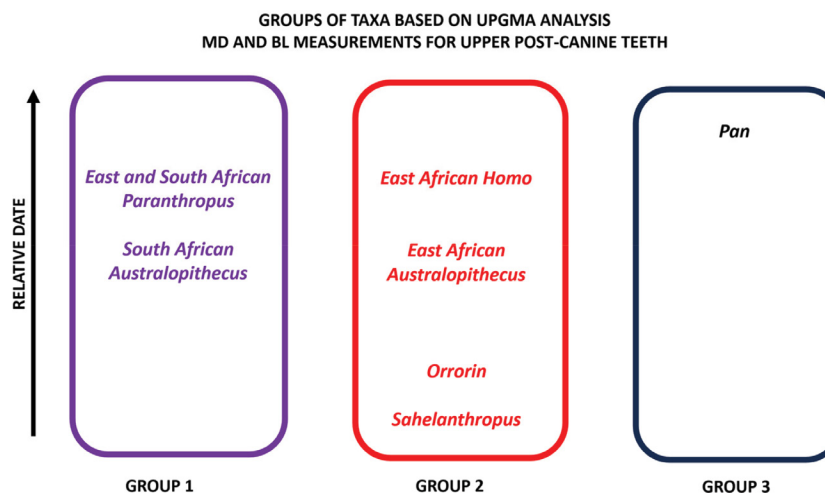 GROUPS OF TAXA BASED ON UPGMA ANALYSIS
MD AND BL MEASUREMENTS FOR UPPER POST-CANINE TEETH
RELATIVE DATE
East and South African
Paranthropus
South African
Australopithecus
GROUP 1
East African Homo
East African
Australopithecus
Orrorin
Sahelanthropus
GROUP 2
Pan
GROUP 3